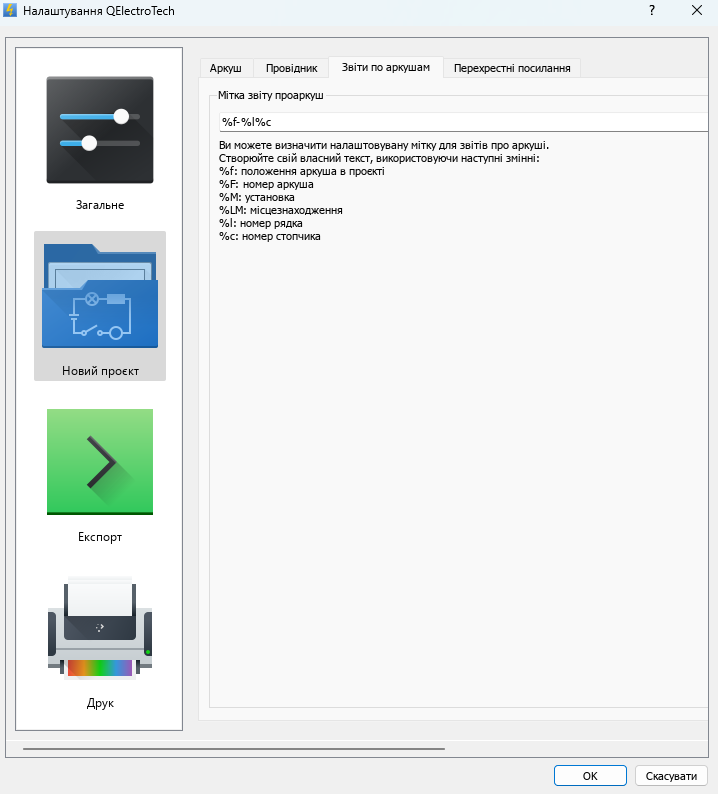 Налаштування QElectroTech
?
Загальне
Новий проєкт
Експорт
Друк
Аркуш
Провідник
Звіти по аркушам
Перехрестні посилання
Мітка звіту проаркуш
%f-%l%c
Ви можете визначити налаштовувану мітку для звітів про аркуші.
Створюйте свій власний текст, використовуючи наступні змінні:
%f: положення аркуша в проєкті
%F: номер аркуша
%M: установка
%LM: місцезнаходження
%l: номер рядка
%c: номер стопчика
OK
Скасувати